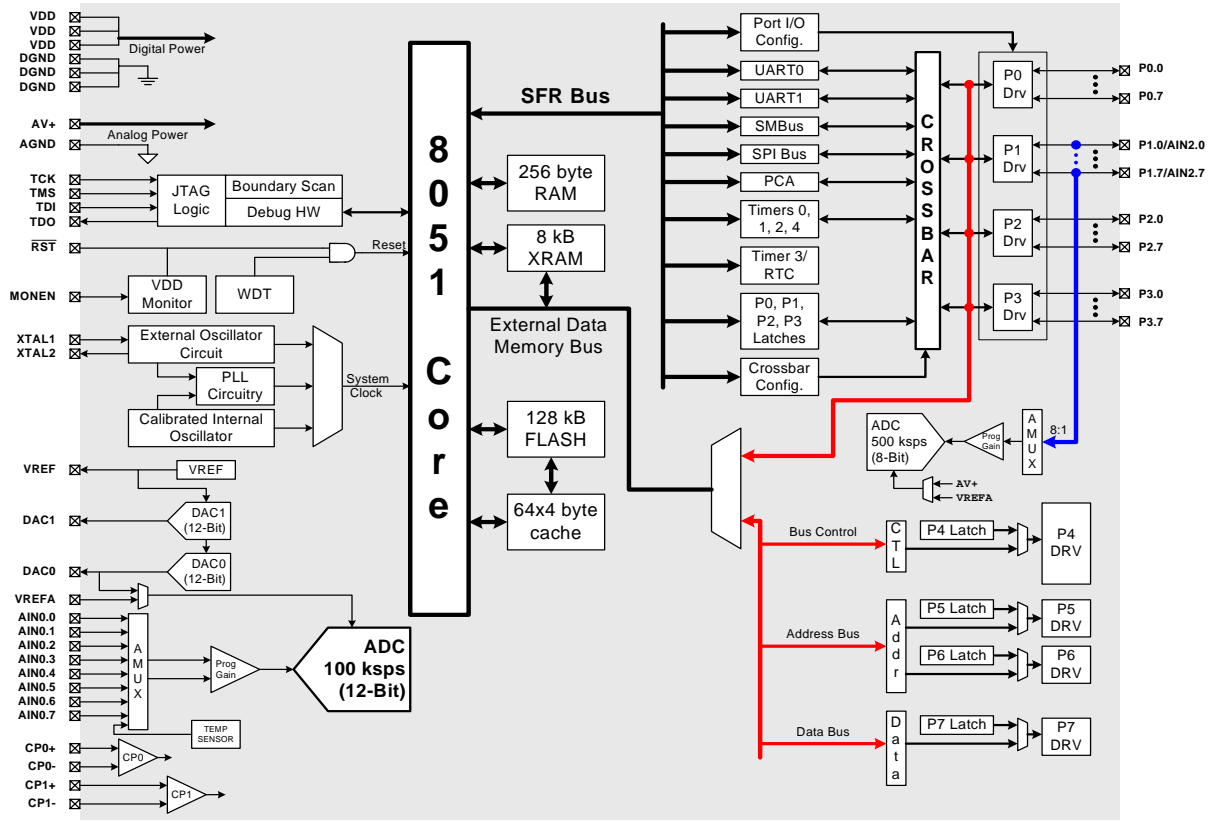 VDD
VDD
VDD
Digital Power
DGND
DGND
DGND
AV+
Analog Power
AGND
TCK
TMS
TDI
TDO
JTAG
Logic
Boundary Scan
Debug HW
RST
Reset
MONEN
VDD
Monitor
WDT
XTAL1
XTAL2
External Oscillator
Circuit
PLL
Circuitry
Calibrated Internal
Oscillator
System
Clock
VREF
VREF
DAC1
DAC1
(12-Bit)
DAC0
DAC0
(12-Bit)
VREFA
AIN0.0
AIN0.1
AIN0.2
AIN0.3
AIN0.4
AIN0.5
AIN0.6
AIN0.7
AMUX
Prog
Gain
ADC
100 ksps
(12-Bit)
TEMP
SENSOR
CP0+
CP0-
CP0
CP1+
CP1-
CP1
8051 Core
SFR Bus
256 byte
RAM
8 kB
XRAM
External Data
Memory Bus
128 kB
FLASH
64x4 byte
cache
Port I/O
Config.
UART0
UART1
SMBus
SPI Bus
PCA
Timers 0,
1, 2, 4
Timer 3/
RTC
P0, P1,
P2, P3
Latches
Crossbar
Config.
CROSSBAR
P0
Drv
P1
Drv
P2
Drv
P3
Drv
P0.0
P0.7
P1.0/AIN2.0
P1.7/AIN2.7
P2.0
P2.7
P3.0
P3.7
ADC
500 ksps
(8-Bit)
Prog
Gain
AMUX
8:1
AV+
VREFA
Bus Control
CTL
P4 Latch
P4
DRV
Address Bus
Addr
P5 Latch
P5
DRV
P6 Latch
P6
DRV
Data Bus
Data
P7 Latch
P7
DRV